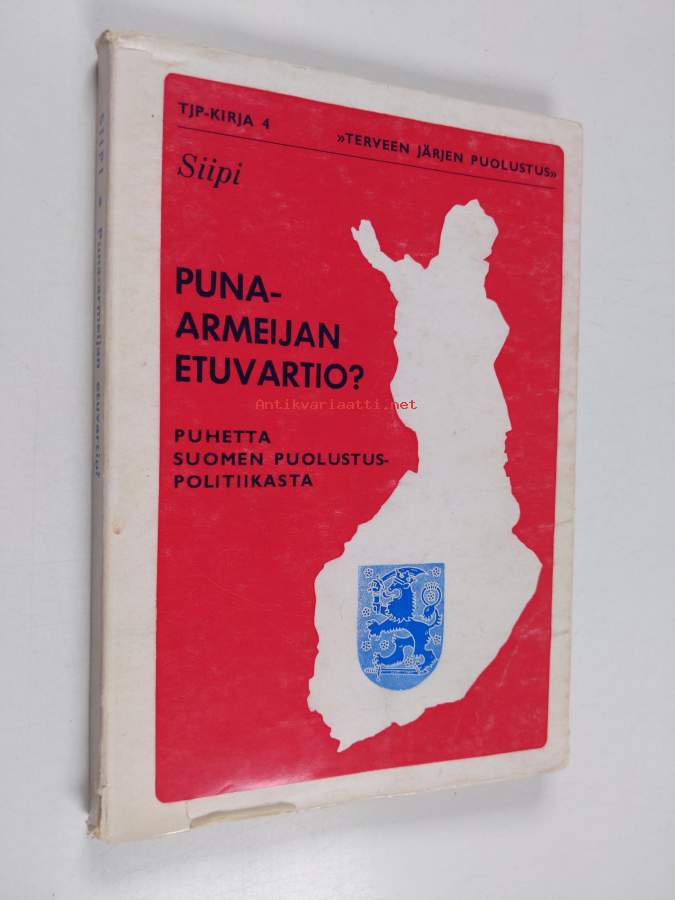 TJP-KIRJA 4
»TERVEEN JÄRJEN PUOLUSTUS»
Siipi
PUNA-
ARMEIJAN
ETUVARTIO?
Antikvariaatti.net
PUHETTA
SUOMEN PUOLUSTUS-
POLITIIKASTA
SIIPI • Puna-armeijan etuvartio?